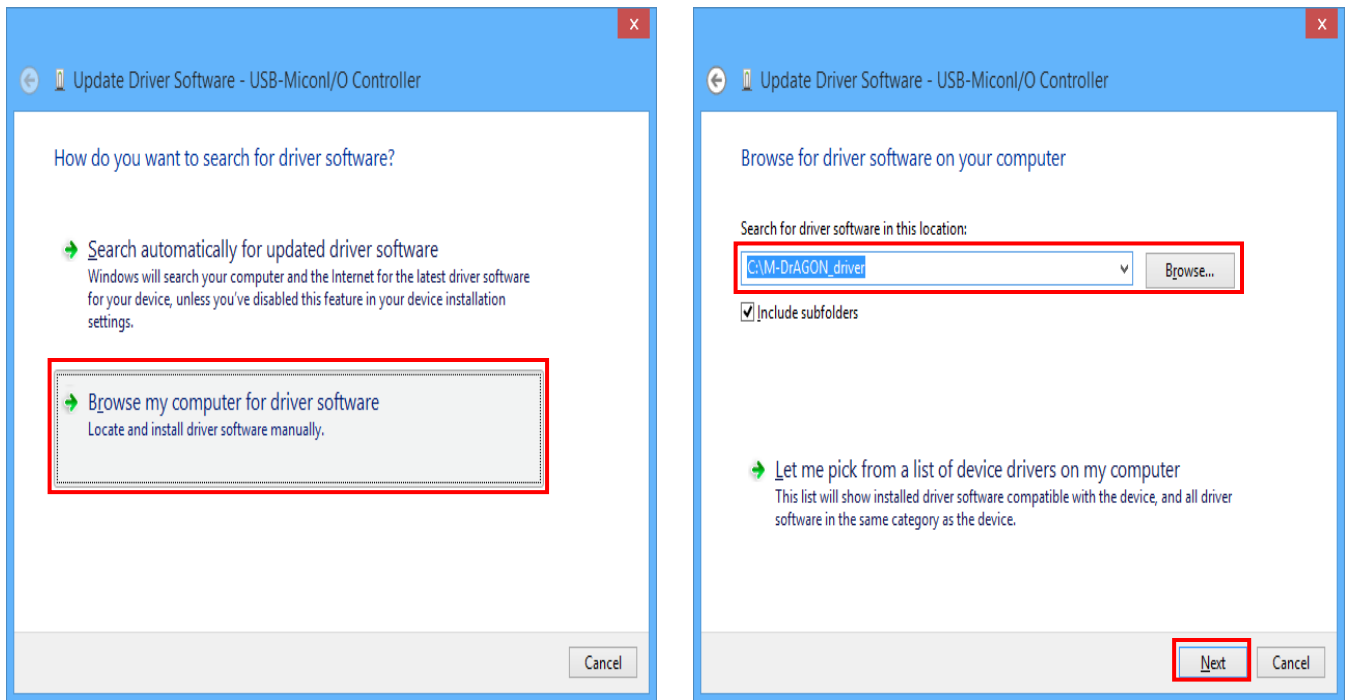 x
Update Driver Software - USB-MiconI/O Controller
How do you want to search for driver software?
Search automatically for updated driver software
Windows will search your computer and the Internet for the latest driver software
for your device, unless you've disabled this feature in your device installation
settings.
Browse my computer for driver software
Locate and install driver software manually.
Cancel
x
Update Driver Software - USB-MiconI/O Controller
Browse for driver software on your computer
Search for driver software in this location:
C:\M-DrAGON_driver
Browse...
Include subfolders
Let me pick from a list of device drivers on my computer
This list will show installed driver software compatible with the device, and all driver
software in the same category as the device.
Next
Cancel